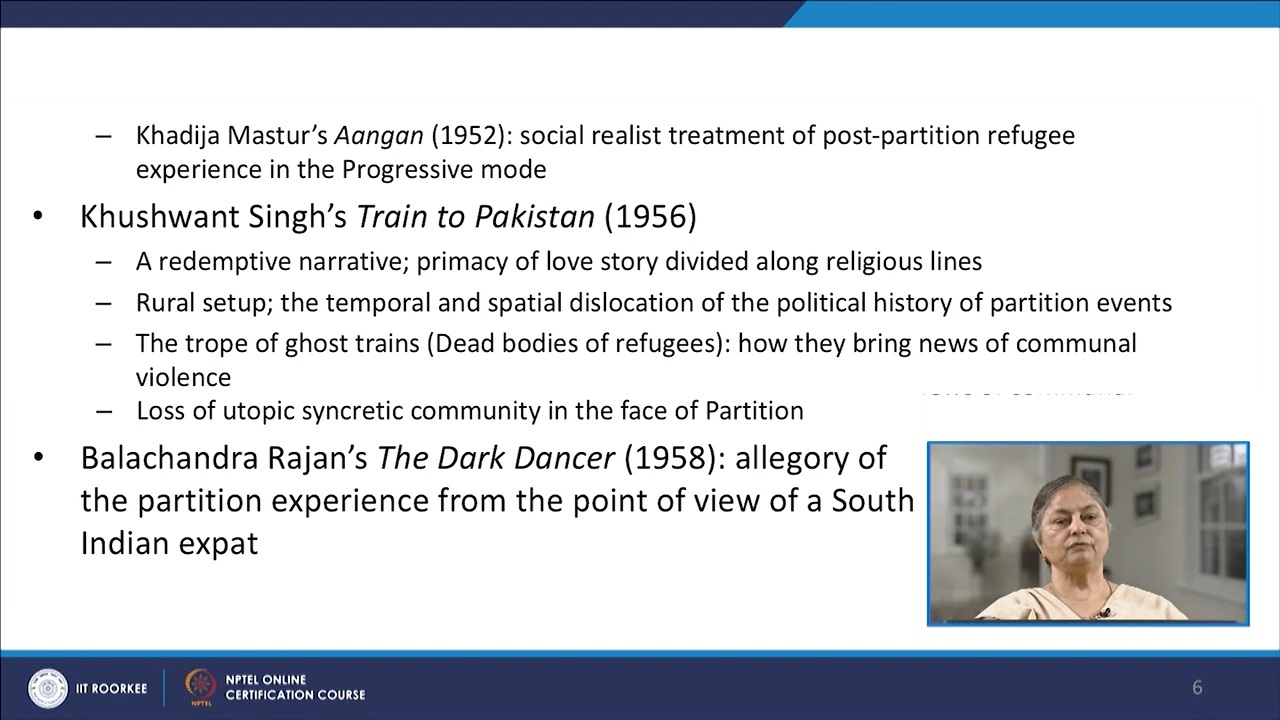 – Khadija Mastur’s Aangan (1952): social realist treatment of post-partition refugee
experience in the Progressive mode
• Khushwant Singh’s Train to Pakistan (1956)
– A redemptive narrative; primacy of love story divided along religious lines
– Rural setup; the temporal and spatial dislocation of the political history of partition events
– The trope of ghost trains (Dead bodies of refugees): how they bring news of communal
violence
– Loss of utopic syncretic community in the face of Partition
• Balachandra Rajan’s The Dark Dancer (1958): allegory of
the partition experience from the point of view of a South
Indian expat
IIT ROORKEE
NPTEL
NPTEL ONLINE
CERTIFICATION COURSE
6